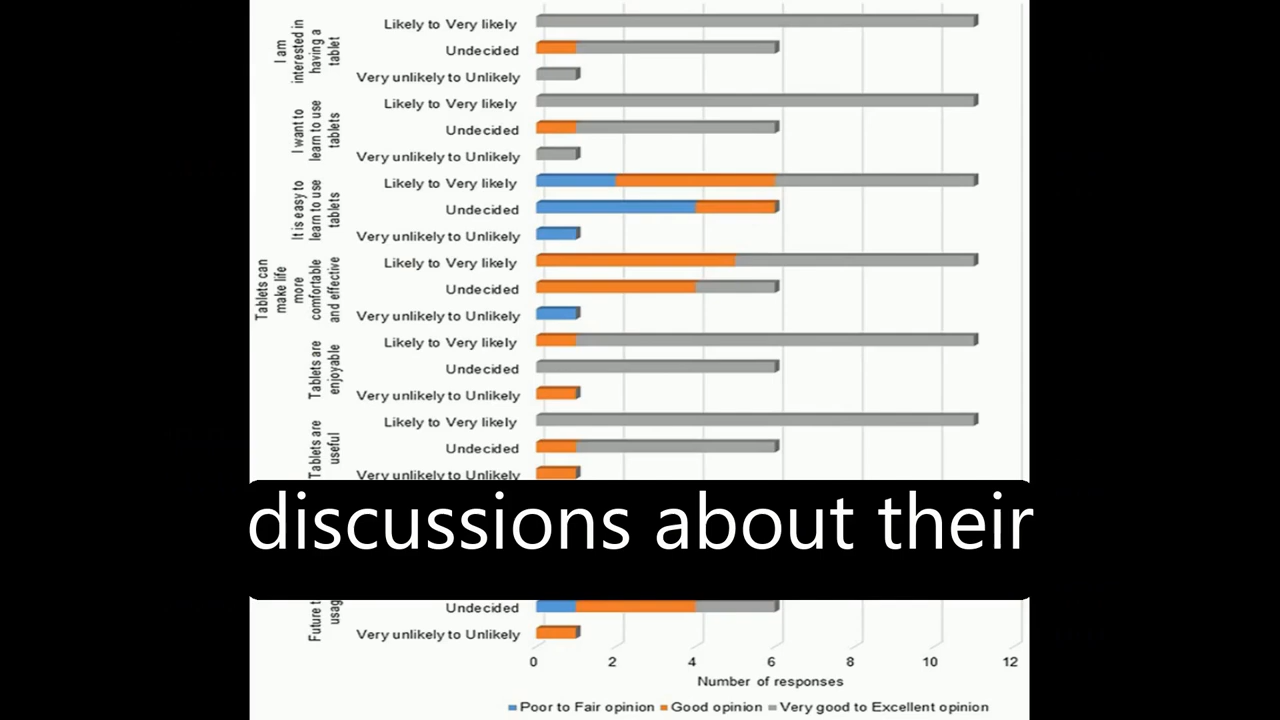 I am
interested in
having a
tablet
Likely to Very likely
Undecided
Very unlikely to Unlikely
I want to
learn to use
tablets
Likely to Very likely
Undecided
Very unlikely to Unlikely
It is easy to
learn to use
tablets
Likely to Very likely
Undecided
Very unlikely to Unlikely
Tablets can
make life
more
comfortable
and effective
Likely to Very likely
Undecided
Very unlikely to Unlikely
Tablets are
enjoyable
Likely to Very likely
Undecided
Very unlikely to Unlikely
Tablets are
useful
Likely to Very likely
Undecided
Very unlikely to Unlikely
discussions about their
Future
Undecided
Very unlikely to Unlikely
0 2 4 6 8 10 12
Number of responses
Poor to Fair opinion Good opinion Very good to Excellent opinion